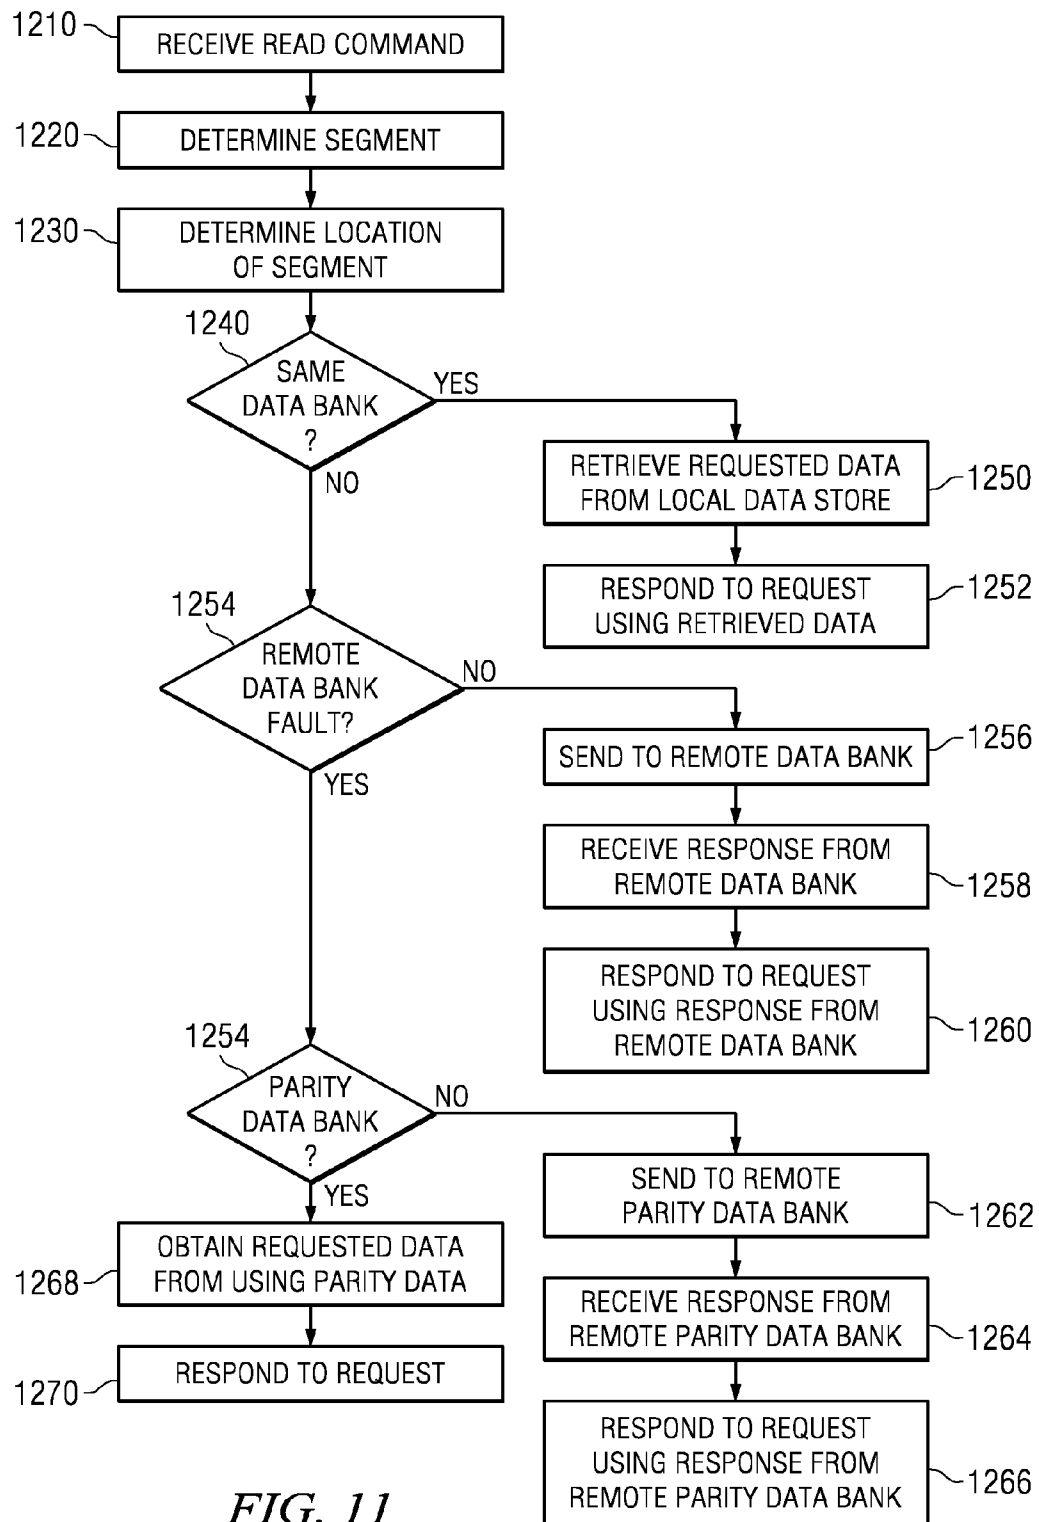 1210
RECEIVE READ COMMAND
1220
DETERMINE SEGMENT
1230
DETERMINE LOCATION
OF SEGMENT
1240
SAME
DATA BANK
?
YES
NO
RETRIEVE REQUESTED DATA
FROM LOCAL DATA STORE
1250
RESPOND TO REQUEST
USING RETRIEVED DATA
1252
1254
REMOTE
DATA BANK
FAULT?
NO
YES
SEND TO REMOTE DATA BANK
1256
RECEIVE RESPONSE FROM
REMOTE DATA BANK
1258
RESPOND TO REQUEST
USING RESPONSE FROM
REMOTE DATA BANK
1260
1254
PARITY
DATA BANK
?
NO
YES
SEND TO REMOTE
PARITY DATA BANK
1262
RECEIVE RESPONSE FROM
REMOTE PARITY DATA BANK
1264
RESPOND TO REQUEST
USING RESPONSE FROM
REMOTE PARITY DATA BANK
1266
OBTAIN REQUESTED DATA
FROM USING PARITY DATA
1268
RESPOND TO REQUEST
1270
FIG. 11